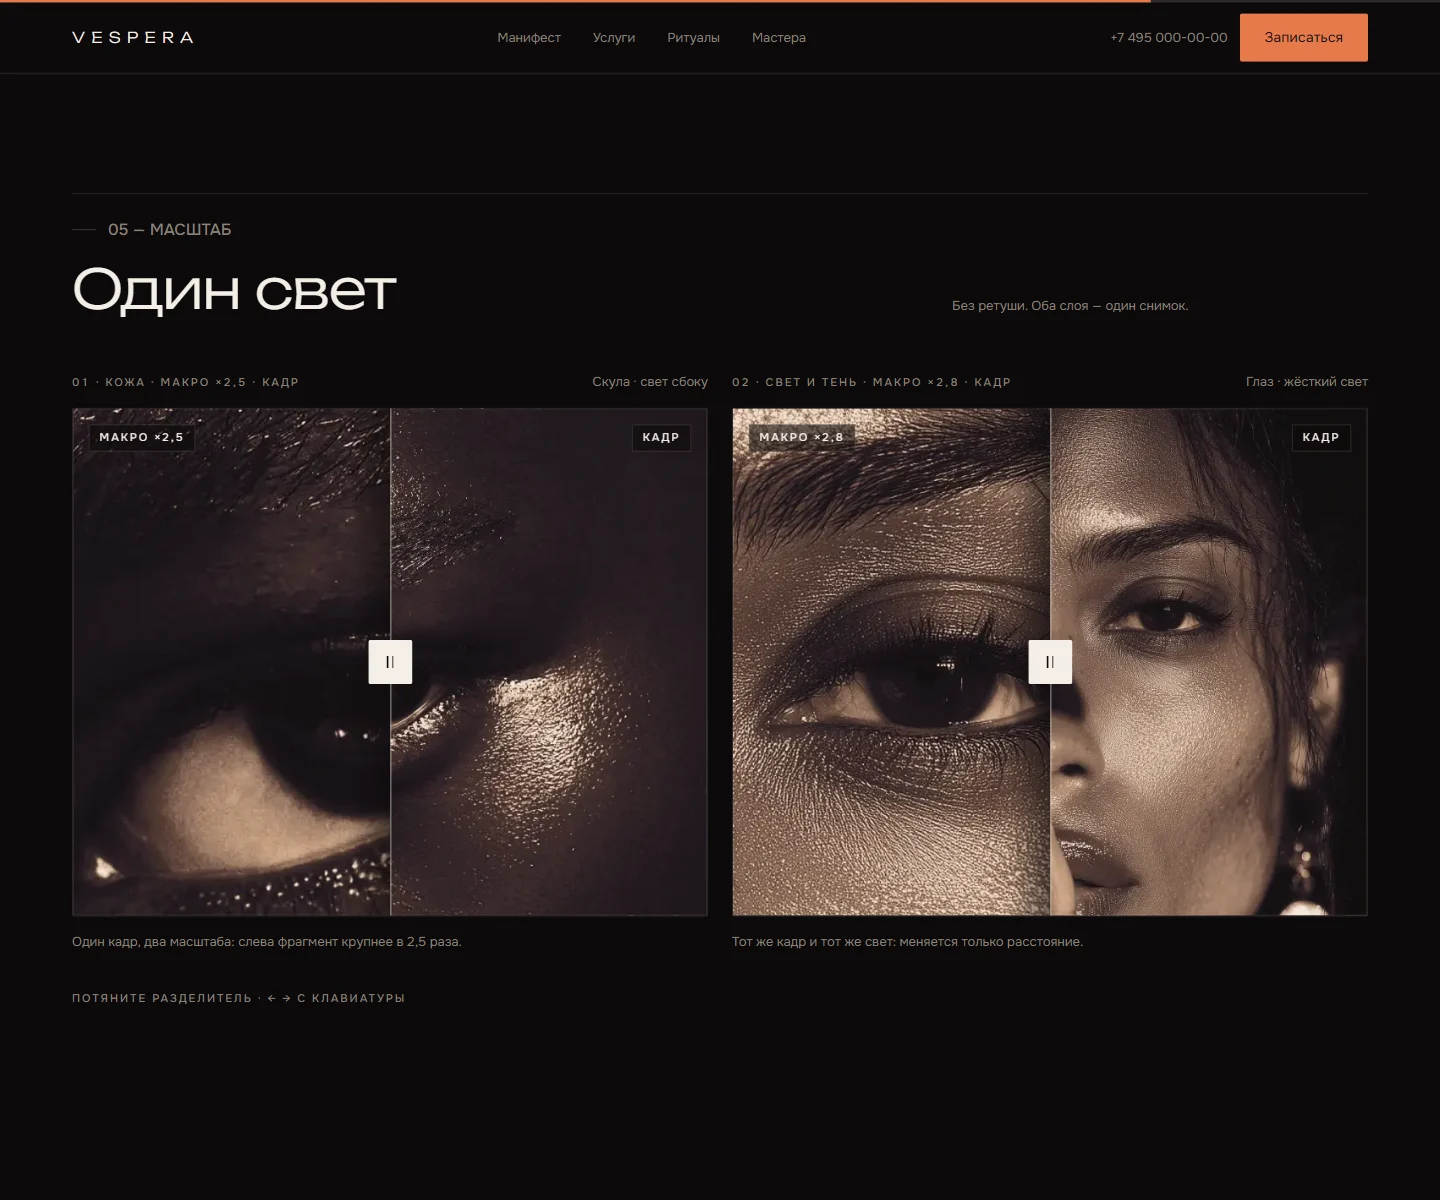 VESPERA
Манифест Услуги Ритуалы Мастера
+7 495 000-00-00
Записаться
05 — МАСШТАБ
Один свет
Без ретуши. Оба слоя — один снимок.
01 · КОЖА · МАКРО ×2,5 · КАДР
Скула · свет сбоку
МАКРО ×2,5
КАДР
Один кадр, два масштаба: слева фрагмент крупнее в 2,5 раза.
02 · СВЕТ И ТЕНЬ · МАКРО ×2,8 · КАДР
Глаз · жёсткий свет
МАКРО ×2,8
КАДР
Тот же кадр и тот же свет: меняется только расстояние.
ПОТЯНИТЕ РАЗДЕЛИТЕЛЬ · ← → С КЛАВИАТУРЫ